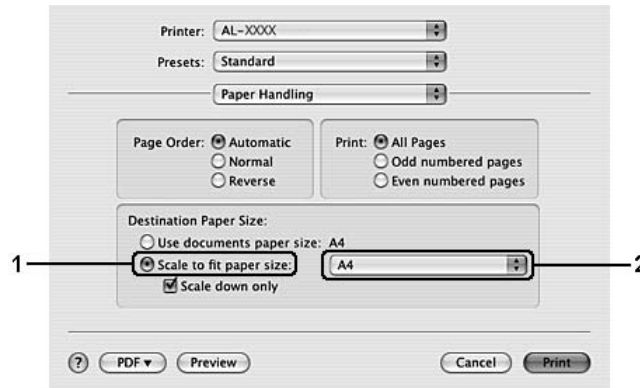 Printer: AL-XXXX
Presets: Standard
Paper Handling
Page Order: Automatic Print: All Pages
Normal Odd numbered pages
Reverse Even numbered pages
Destination Paper Size:
Use documents paper size: A4
1 Scale to fit paper size: A4 2
Scale down only
? PDF ▼ Preview Cancel Print